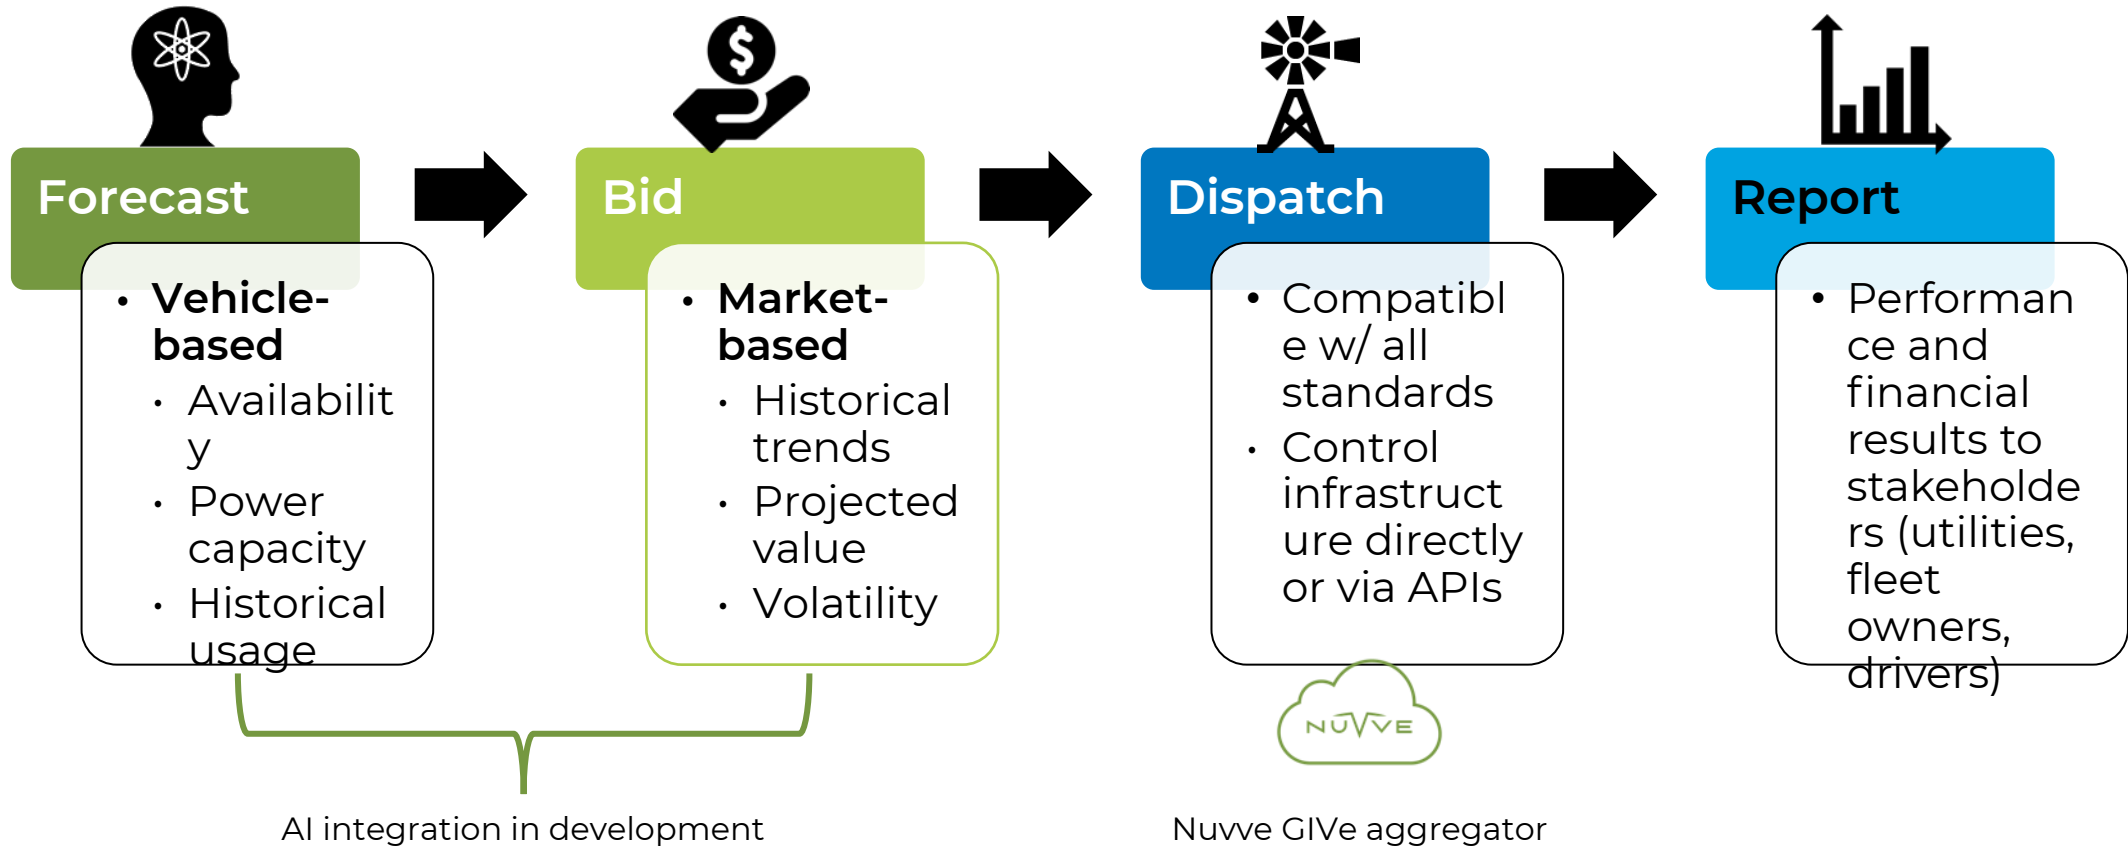 Forecast
• Vehicle-
based
• Availabilit
y
• Power
capacity
• Historical
usage
Bid
• Market-
based
• Historical
trends
• Projected
value
• Volatility
AI integration in development
Dispatch
• Compatibl
e w/ all
standards
• Control
infrastruct
ure directly
or via APIs
NUVVE
Nuvve GIVe aggregator
Report
• Performan
ce and
financial
results to
stakeholde
rs (utilities,
fleet
owners,
drivers)